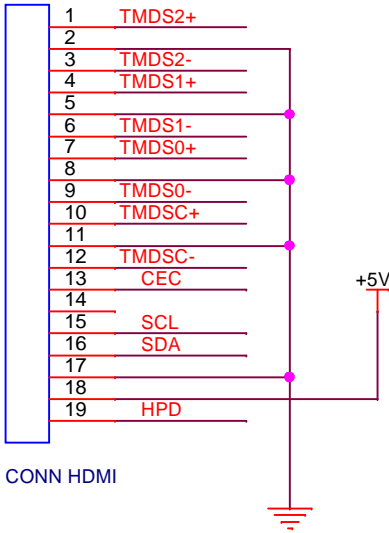 1 TMDS2+
2
3 TMDS2-
4 TMDS1+
5
6 TMDS1-
7 TMDS0+
8
9 TMDS0-
10 TMDSC+
11
12 TMDSC-
13 CEC
+5V
14
15 SCL
16 SDA
17
18
19 HPD
CONN HDMI